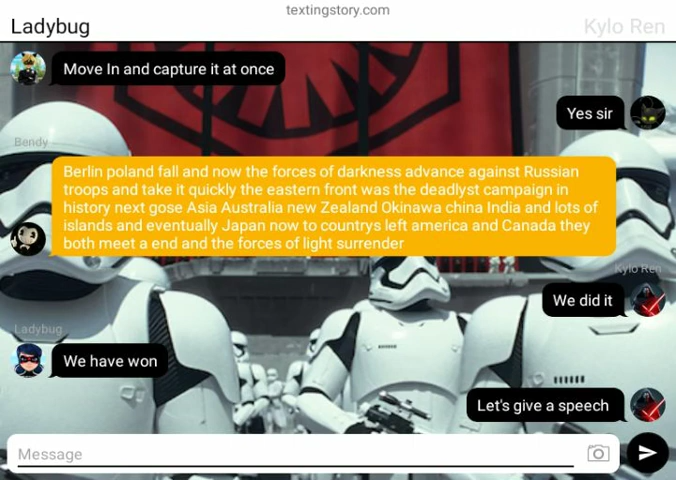 textingstory.com
Ladybug
Kylo Ren
Move In and capture it at once
Yes sir
Bendy
Berlin poland fall and now the forces of darkness advance against Russian
troops and take it quickly the eastern front was the deadlyst campaign in
history next gose Asia Australia new Zealand Okinawa china India and lots of
islands and eventually Japan now to countrys left america and Canada they
both meet a end and the forces of light surrender
Kylo Ren
We did it
Ladybug
We have won
Let's give a speech
Message